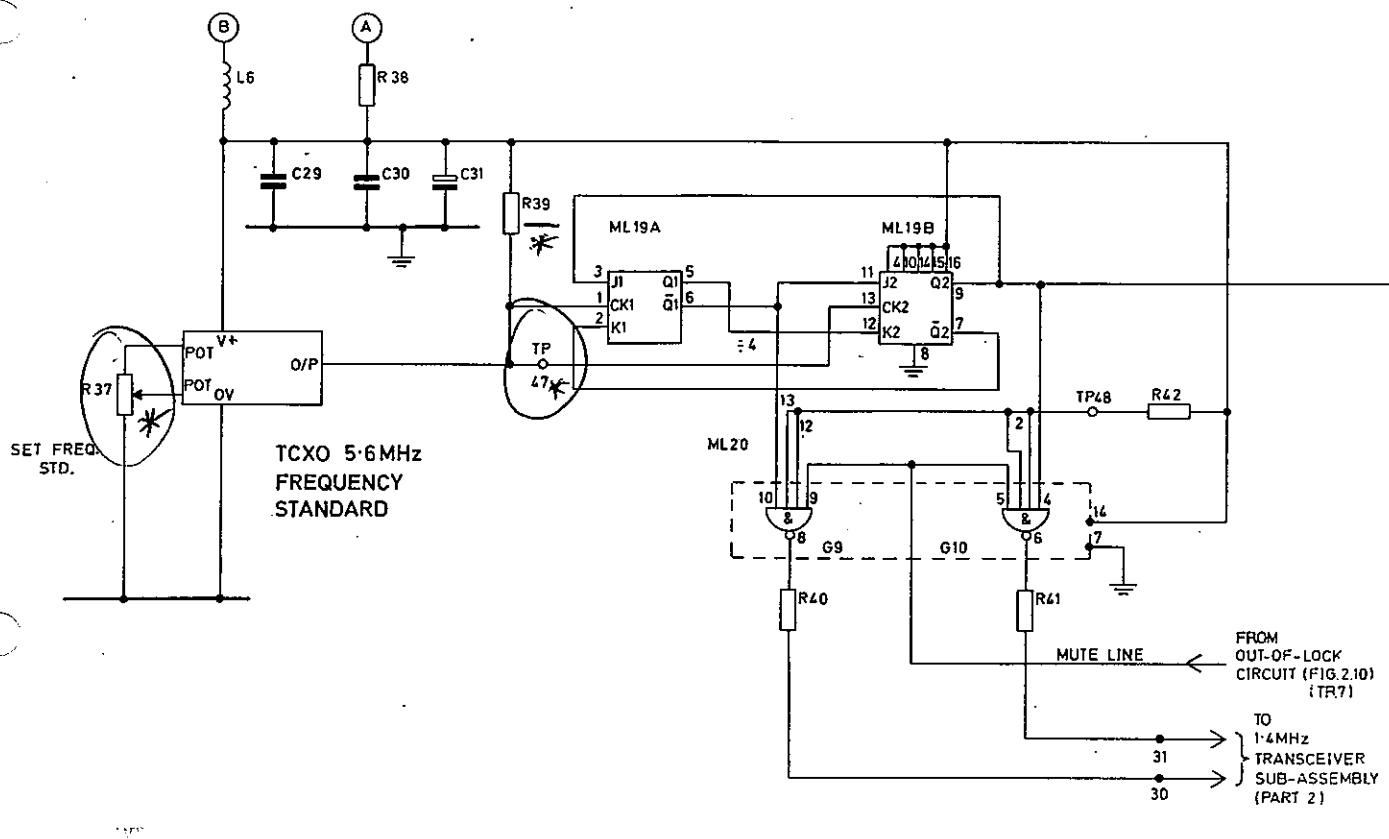 B
A
L6
R38
C29
C30
C31
R39
ML19A
ML19B
4 10 14 15 16
3 J1 Q1 5
1 CK1 Q̄1 6
2 K1
11 J2 Q2 9
13 CK2
12 K2 Q̄2 7
8
÷4
V+
POT
O/P
TP
47
R37
POT
OV
SET FREQ.
STD.
TCXO 5·6MHz
FREQUENCY
STANDARD
13
12
2
TP48
R42
ML20
10 9
5 4
&
&
14
8
6
7
G9
G10
R40
R41
MUTE LINE
FROM
OUT-OF-LOCK
CIRCUIT (FIG.2.10)
(TR7)
TO
1·4MHz
TRANSCEIVER
SUB-ASSEMBLY
(PART 2)
31
30